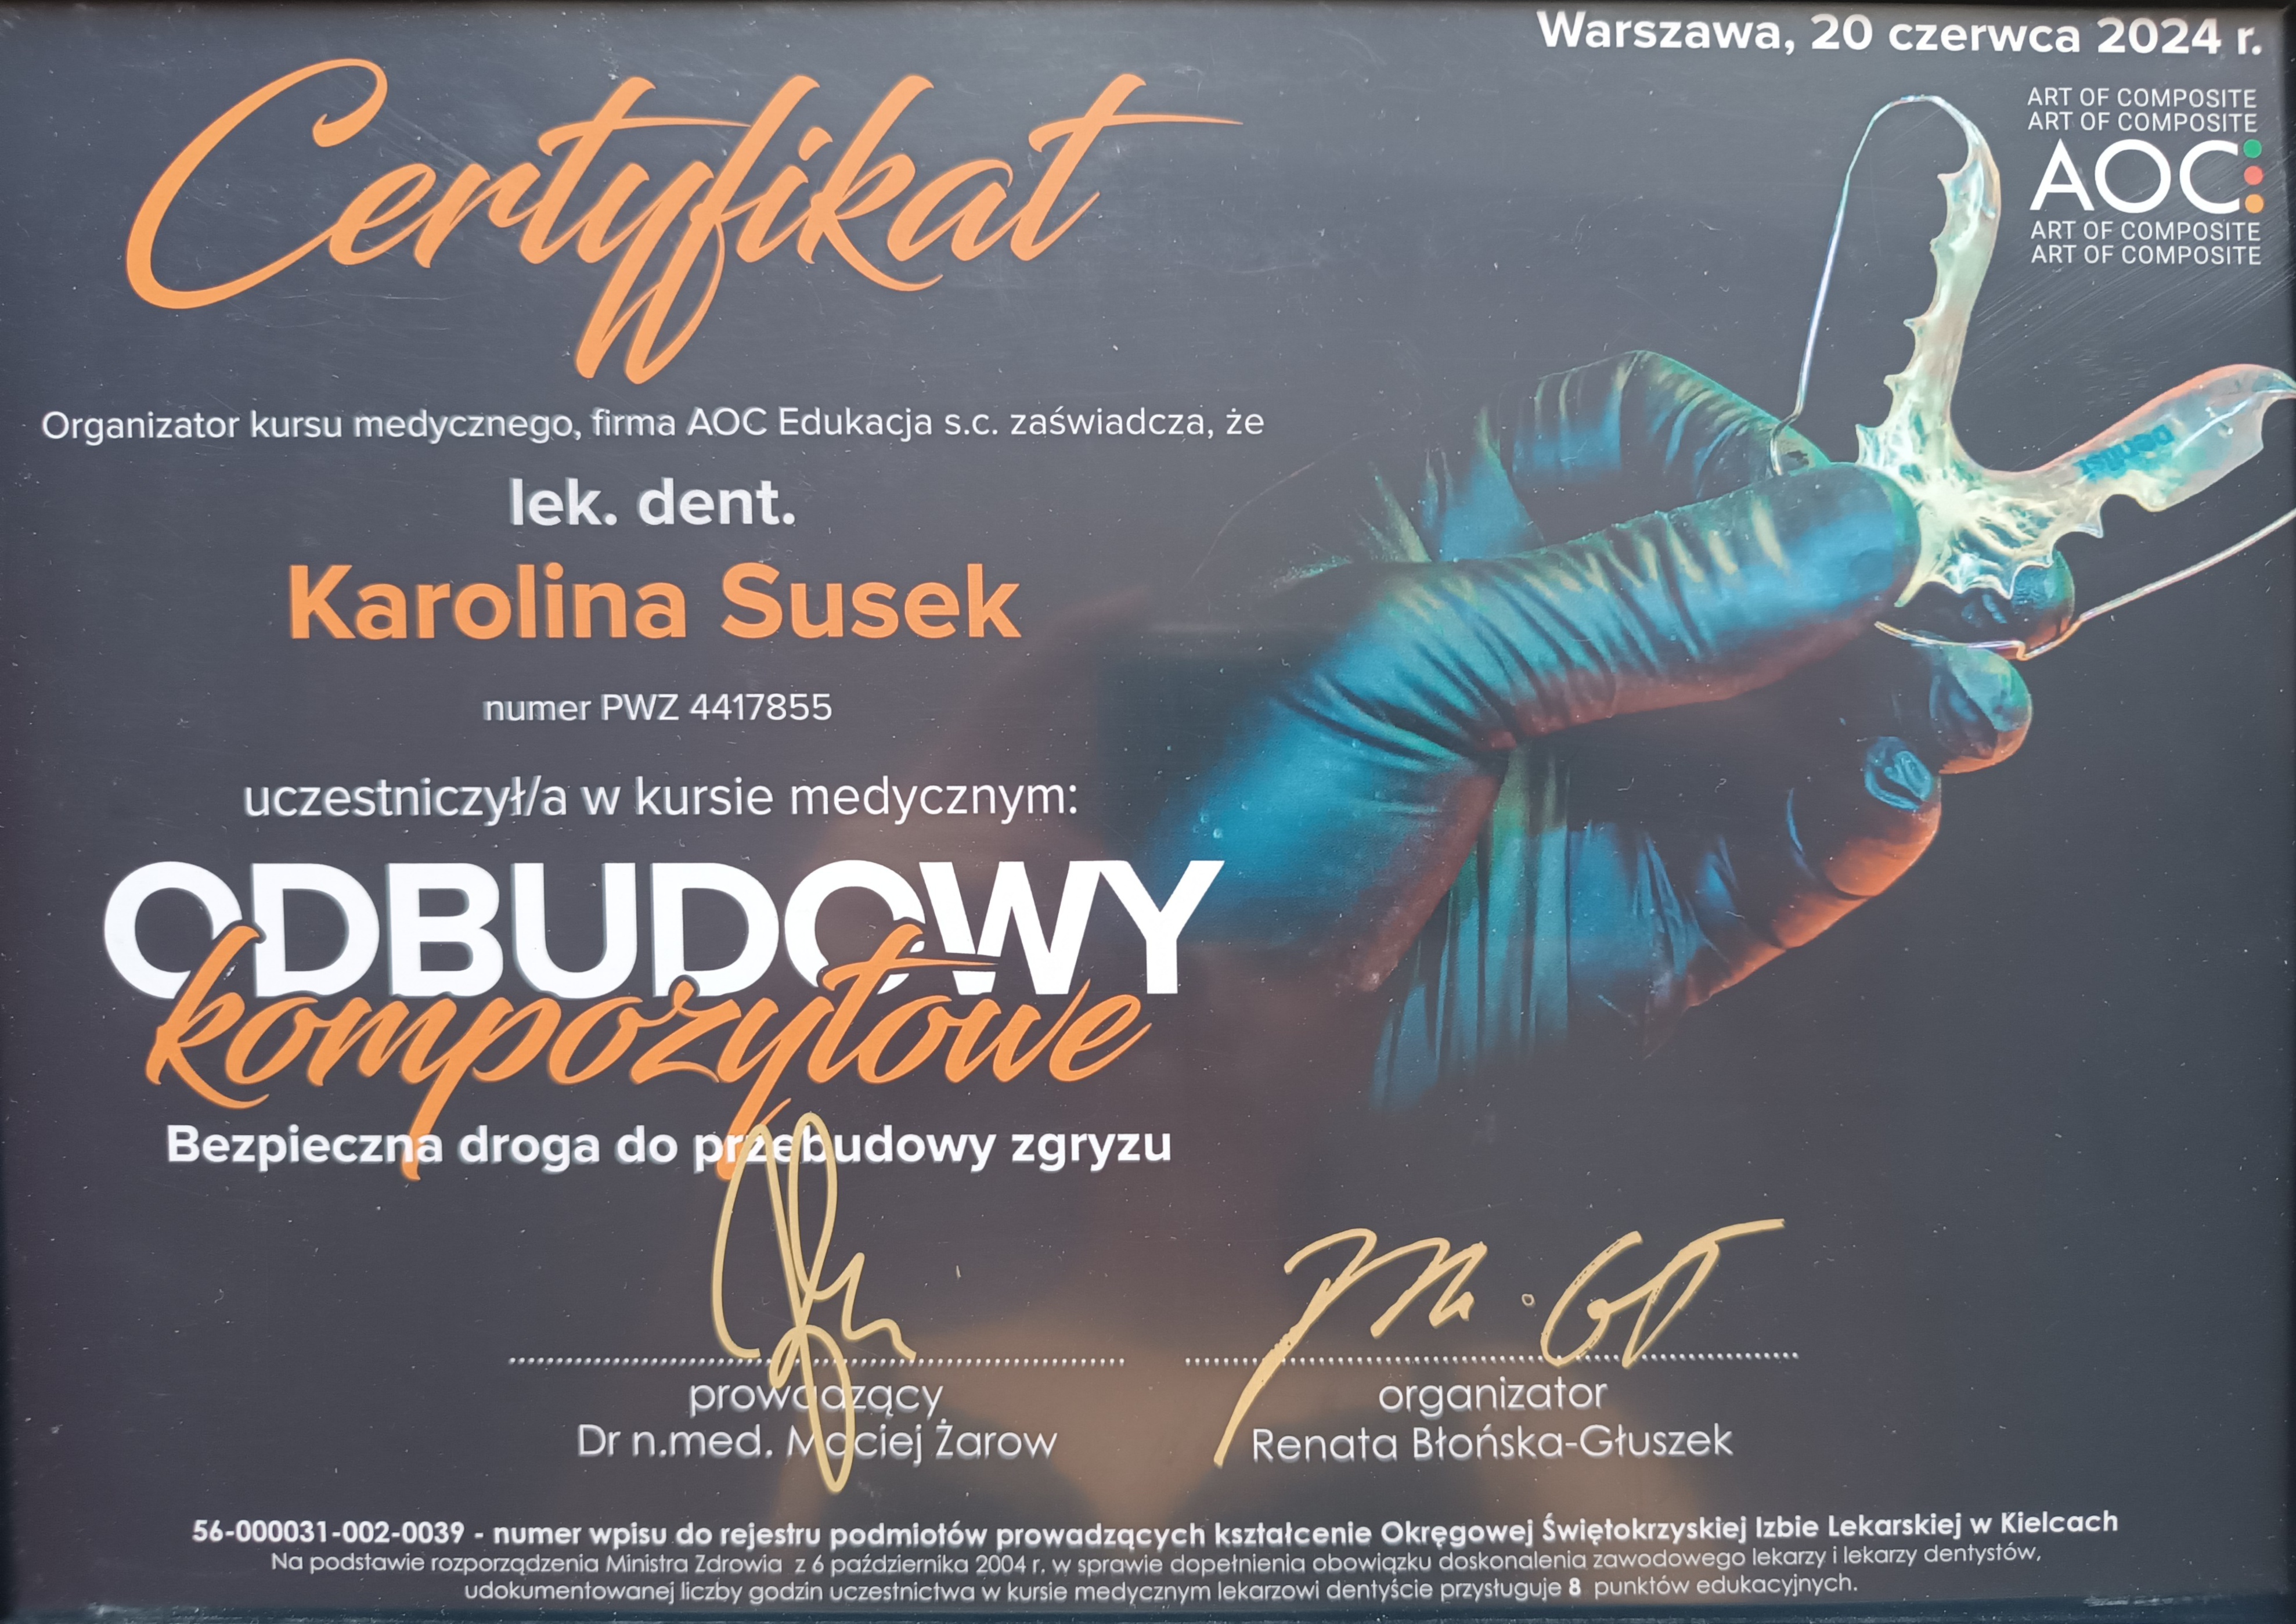 Warszawa, 20 czerwca 2024 r.
ART OF COMPOSITE
ART OF COMPOSITE
AOC
ART OF COMPOSITE
ART OF COMPOSITE
Certyfikat
Organizator kursu medycznego, firma AOC Edukacja s.c. zaświadcza, że
lek. dent.
Karolina Susek
numer PWZ 4417855
uczestniczył/a w kursie medycznym:
ODBUDOWY
kompozytowe
Bezpieczna droga do przebudowy zgryzu
prowadzący
Dr n.med. Maciej Żarow
organizator
Renata Błońska-Głuszek
56-000031-002-0039 - numer wpisu do rejestru podmiotów prowadzących kształcenie Okręgowej Świętokrzyskiej Izbie Lekarskiej w Kielcach
Na podstawie rozporządzenia Ministra Zdrowia z 6 października 2004 r. w sprawie dopełnienia obowiązku doskonalenia zawodowego lekarzy i lekarzy dentystów,
udokumentowanej liczby godzin uczestnictwa w kursie medycznym lekarzowi dentyście przysługuje 8 punktów edukacyjnych.